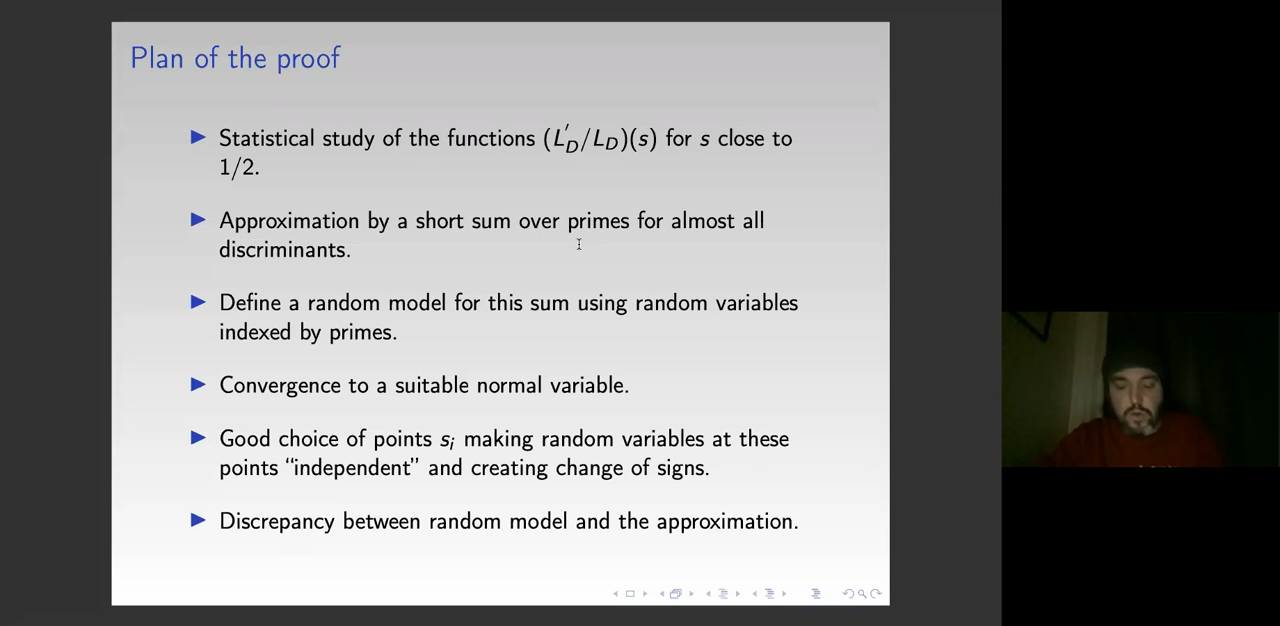 Plan of the proof
Statistical study of the functions (L'_D/L_D)(s) for s close to
1/2.
Approximation by a short sum over primes for almost all
discriminants.
Define a random model for this sum using random variables
indexed by primes.
Convergence to a suitable normal variable.
Good choice of points s_i making random variables at these
points “independent” and creating change of signs.
Discrepancy between random model and the approximation.